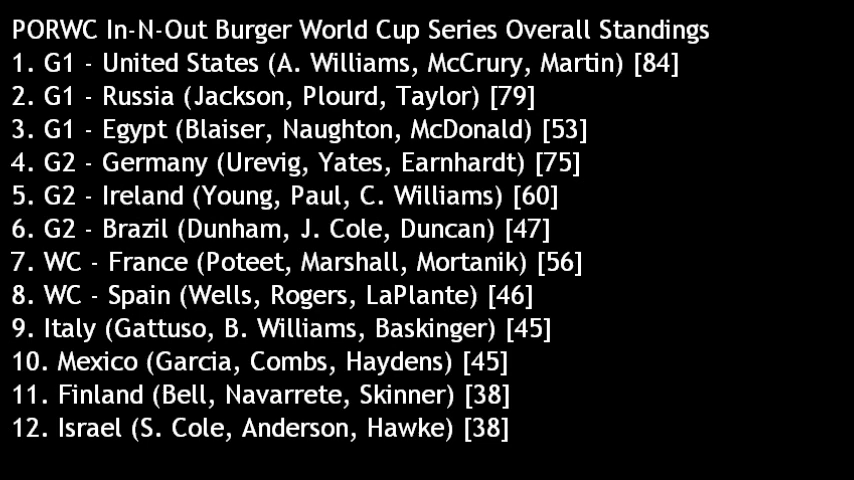 PORWC In-N-Out Burger World Cup Series Overall Standings
1. G1 - United States (A. Williams, McCrury, Martin) [84]
2. G1 - Russia (Jackson, Plourd, Taylor) [79]
3. G1 - Egypt (Blaiser, Naughton, McDonald) [53]
4. G2 - Germany (Urevig, Yates, Earnhardt) [75]
5. G2 - Ireland (Young, Paul, C. Williams) [60]
6. G2 - Brazil (Dunham, J. Cole, Duncan) [47]
7. WC - France (Poteet, Marshall, Mortanik) [56]
8. WC - Spain (Wells, Rogers, LaPlante) [46]
9. Italy (Gattuso, B. Williams, Baskinger) [45]
10. Mexico (Garcia, Combs, Haydens) [45]
11. Finland (Bell, Navarrete, Skinner) [38]
12. Israel (S. Cole, Anderson, Hawke) [38]